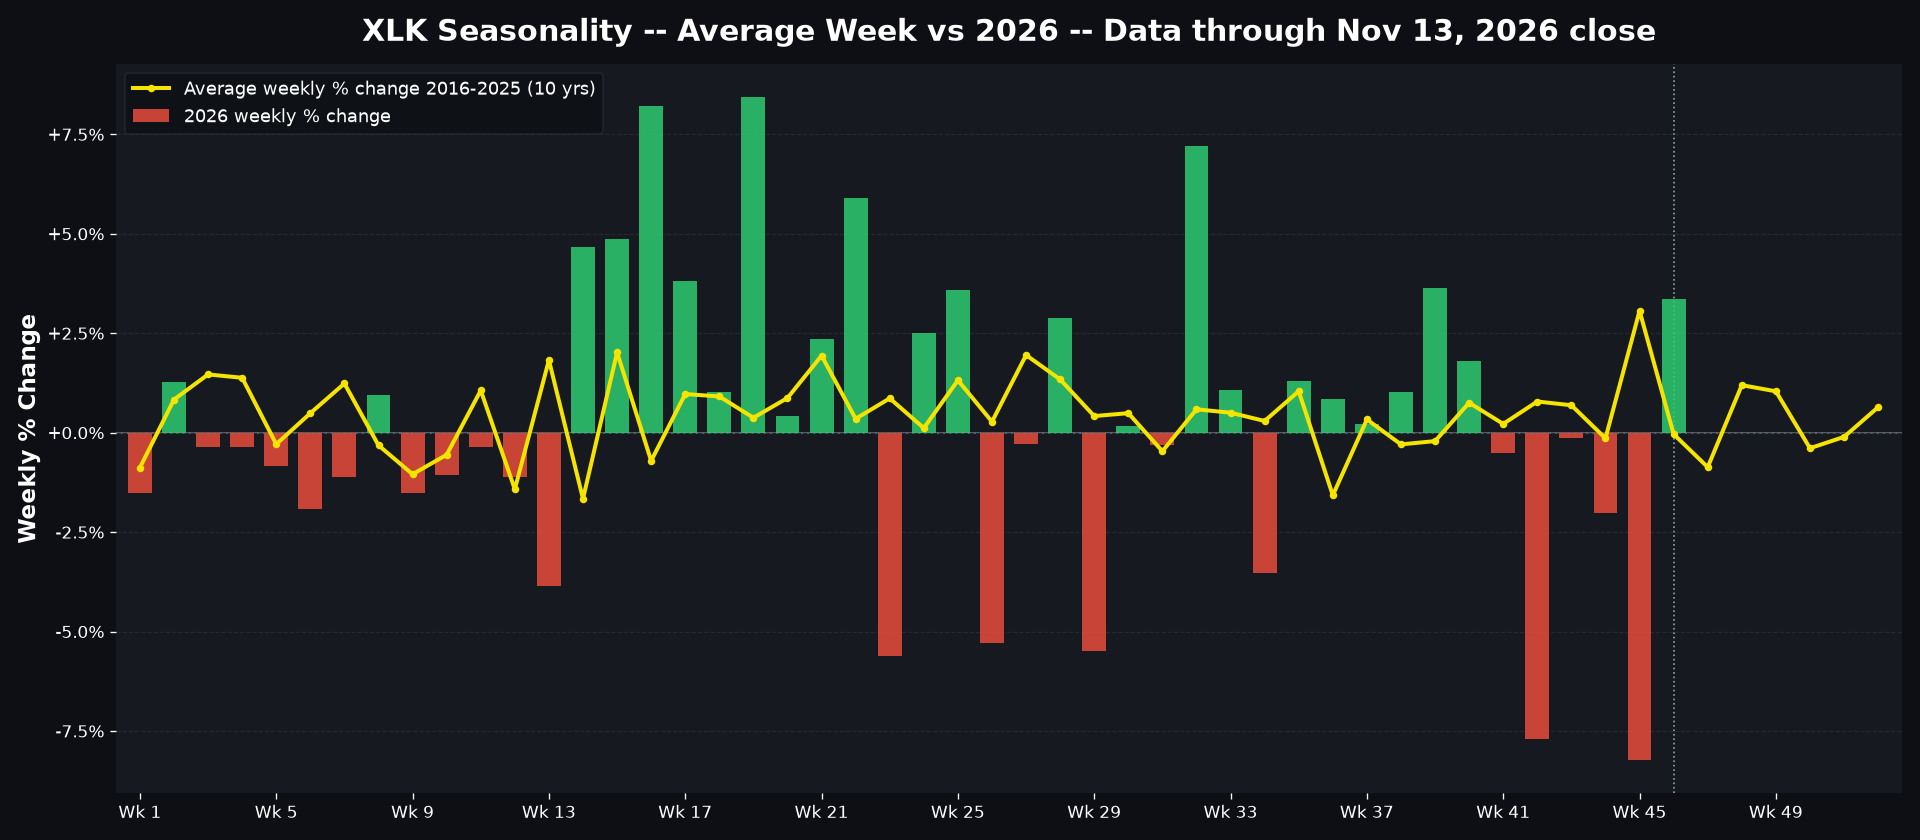 XLK Seasonality -- Average Week vs 2026 -- Data through Nov 13, 2026 close
Average weekly % change 2016-2025 (10 yrs)
2026 weekly % change
Weekly % Change
+7.5%
+5.0%
+2.5%
+0.0%
-2.5%
-5.0%
-7.5%
Wk 1 Wk 5 Wk 9 Wk 13 Wk 17 Wk 21 Wk 25 Wk 29 Wk 33 Wk 37 Wk 41 Wk 45 Wk 49